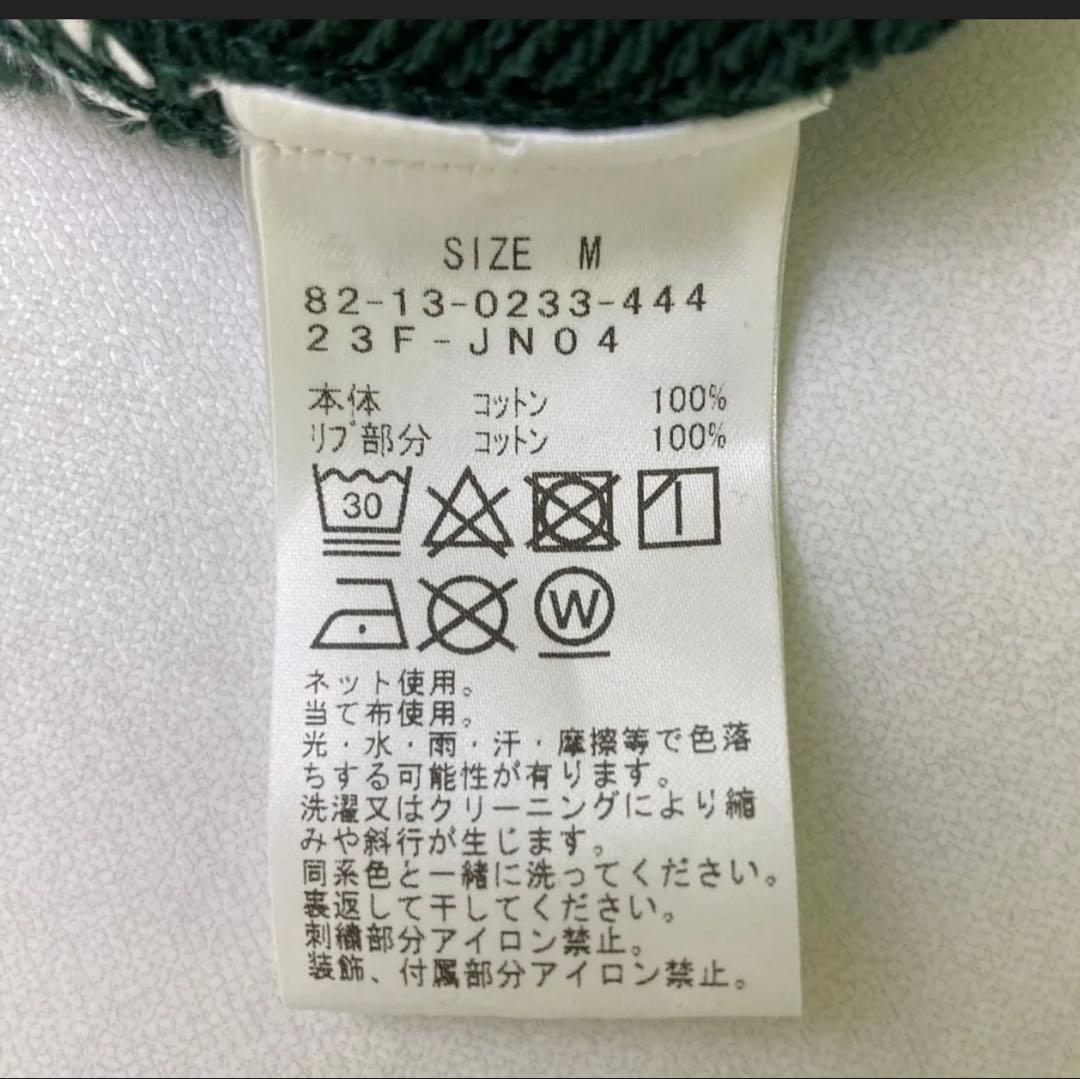 SIZE M
82-13-0233-444
23F-JN04
本体 コットン 100%
リブ部分 コットン 100%
30
W
ネット使用。
当て布使用。
光・水・雨・汗・摩擦等で色落
ちする可能性が有ります。
洗濯又はクリーニングにより縮
みや斜行が生じます。
同系色と一緒に洗ってください。
裏返して干してください。
刺繍部分アイロン禁止。
装飾、付属部分アイロン禁止。